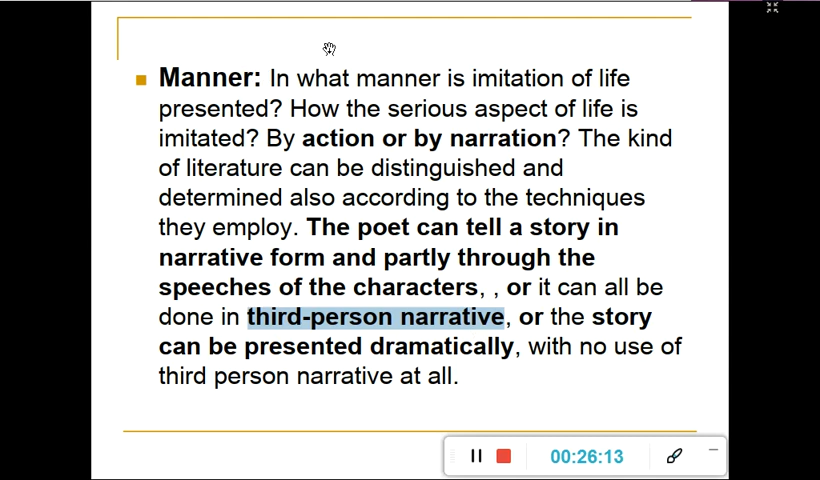 Manner: In what manner is imitation of life
presented? How the serious aspect of life is
imitated? By action or by narration? The kind
of literature can be distinguished and
determined also according to the techniques
they employ. The poet can tell a story in
narrative form and partly through the
speeches of the characters, , or it can all be
done in third-person narrative, or the story
can be presented dramatically, with no use of
third person narrative at all.
00:26:13